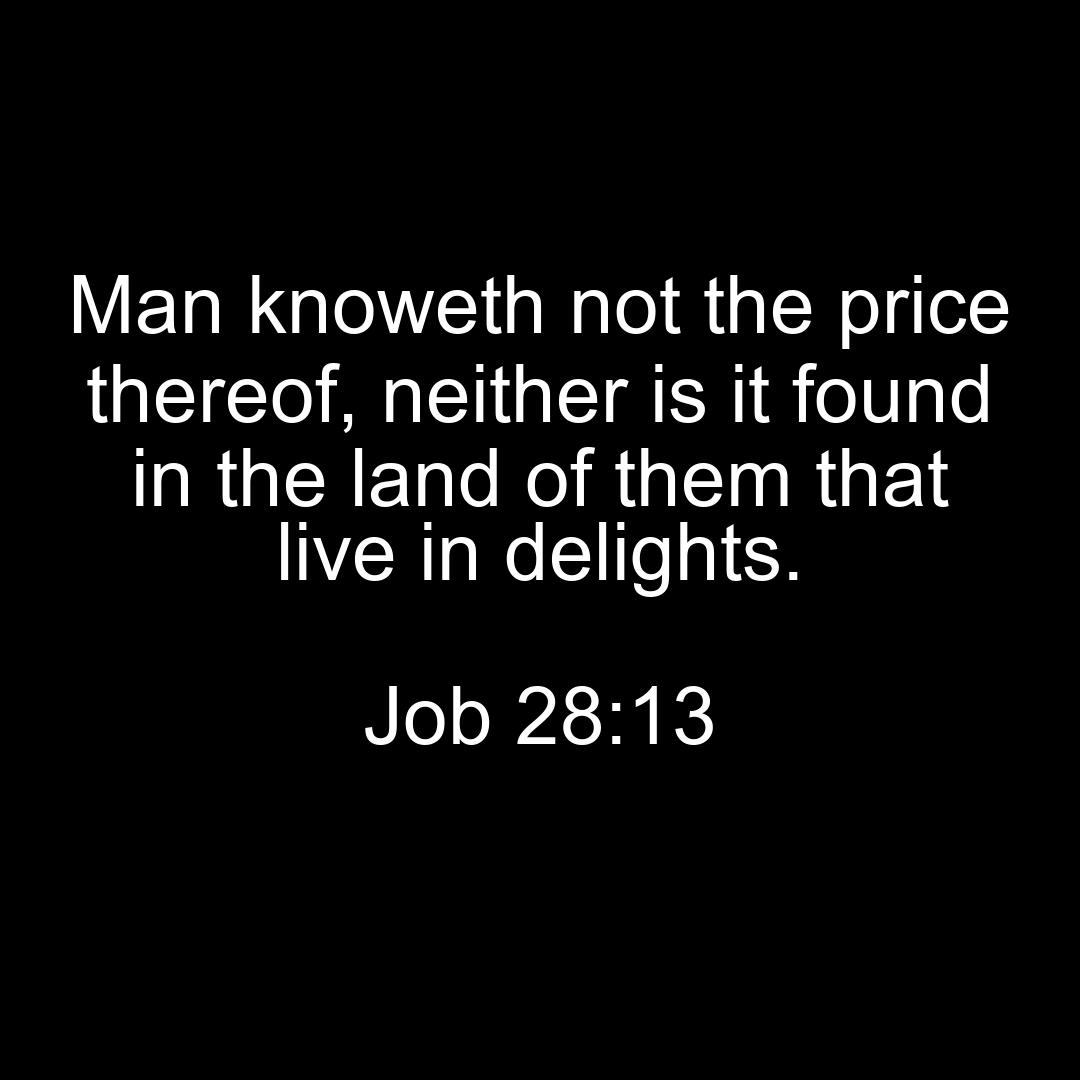 Man knoweth not the price
thereof, neither is it found
in the land of them that
live in delights.
Job 28:13